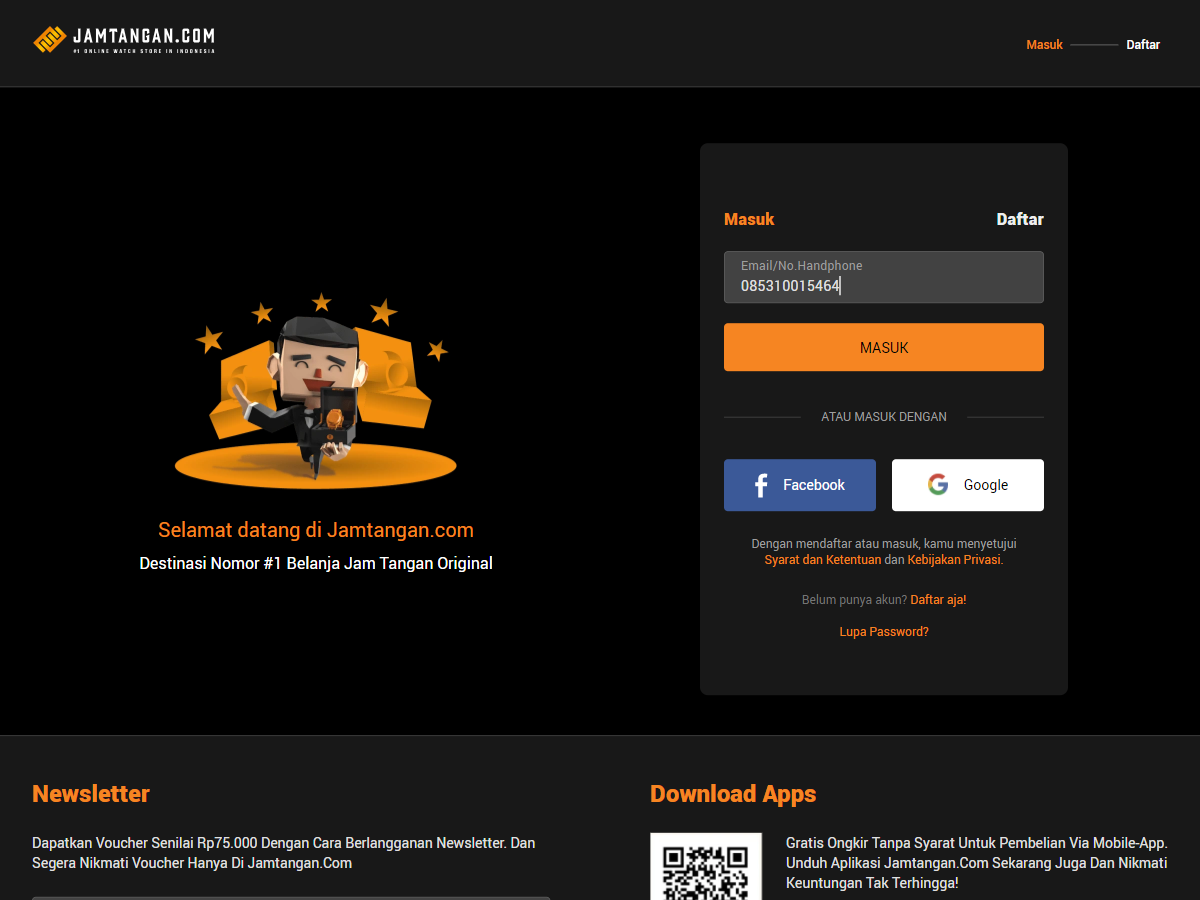 JAMTANGAN.COM
#1 ONLINE WATCH STORE IN INDONESIA
Masuk
Daftar
Masuk
Daftar
Email/No.Handphone
085310015464
MASUK
ATAU MASUK DENGAN
Facebook
Google
Dengan mendaftar atau masuk, kamu menyetujui
Syarat dan Ketentuan dan Kebijakan Privasi.
Belum punya akun? Daftar aja!
Lupa Password?
Selamat datang di Jamtangan.com
Destinasi Nomor #1 Belanja Jam Tangan Original
Newsletter
Dapatkan Voucher Senilai Rp75.000 Dengan Cara Berlangganan Newsletter. Dan
Segera Nikmati Voucher Hanya Di Jamtangan.Com
Download Apps
Gratis Ongkir Tanpa Syarat Untuk Pembelian Via Mobile-App.
Unduh Aplikasi Jamtangan.Com Sekarang Juga Dan Nikmati
Keuntungan Tak Terhingga!